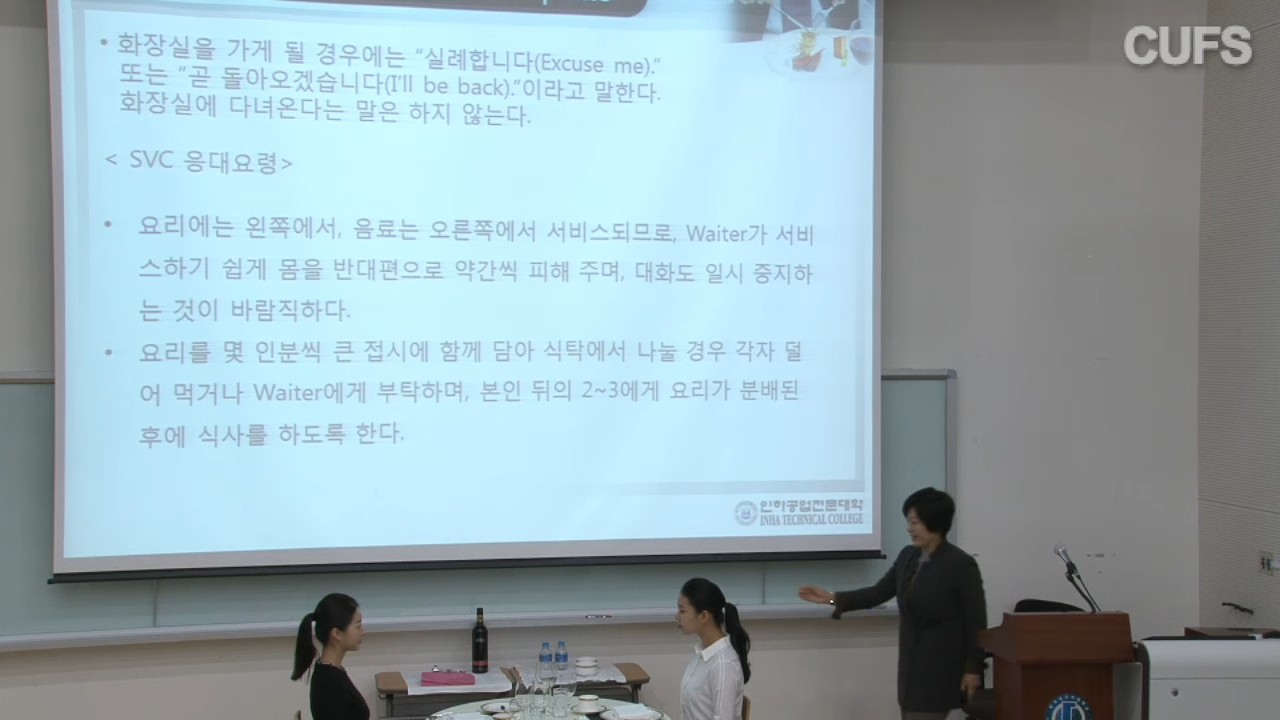 CUFS
• 화장실을 가게 될 경우에는 “실례합니다(Excuse me).”
또는 “곧 돌아오겠습니다(I'll be back).”이라고 말한다.
화장실에 다녀온다는 말은 하지 않는다.
< SVC 응대요령>
• 요리에는 왼쪽에서, 음료는 오른쪽에서 서비스되므로, Waiter가 서비
스하기 쉽게 몸을 반대편으로 약간씩 피해 주며, 대화도 일시 중지하
는 것이 바람직하다.
• 요리를 몇 인분씩 큰 접시에 함께 담아 식탁에서 나눌 경우 각자 덜
어 먹거나 Waiter에게 부탁하며, 본인 뒤의 2~3에게 요리가 분배된
후에 식사를 하도록 한다.
인하공업전문대학
INHA TECHNICAL COLLEGE